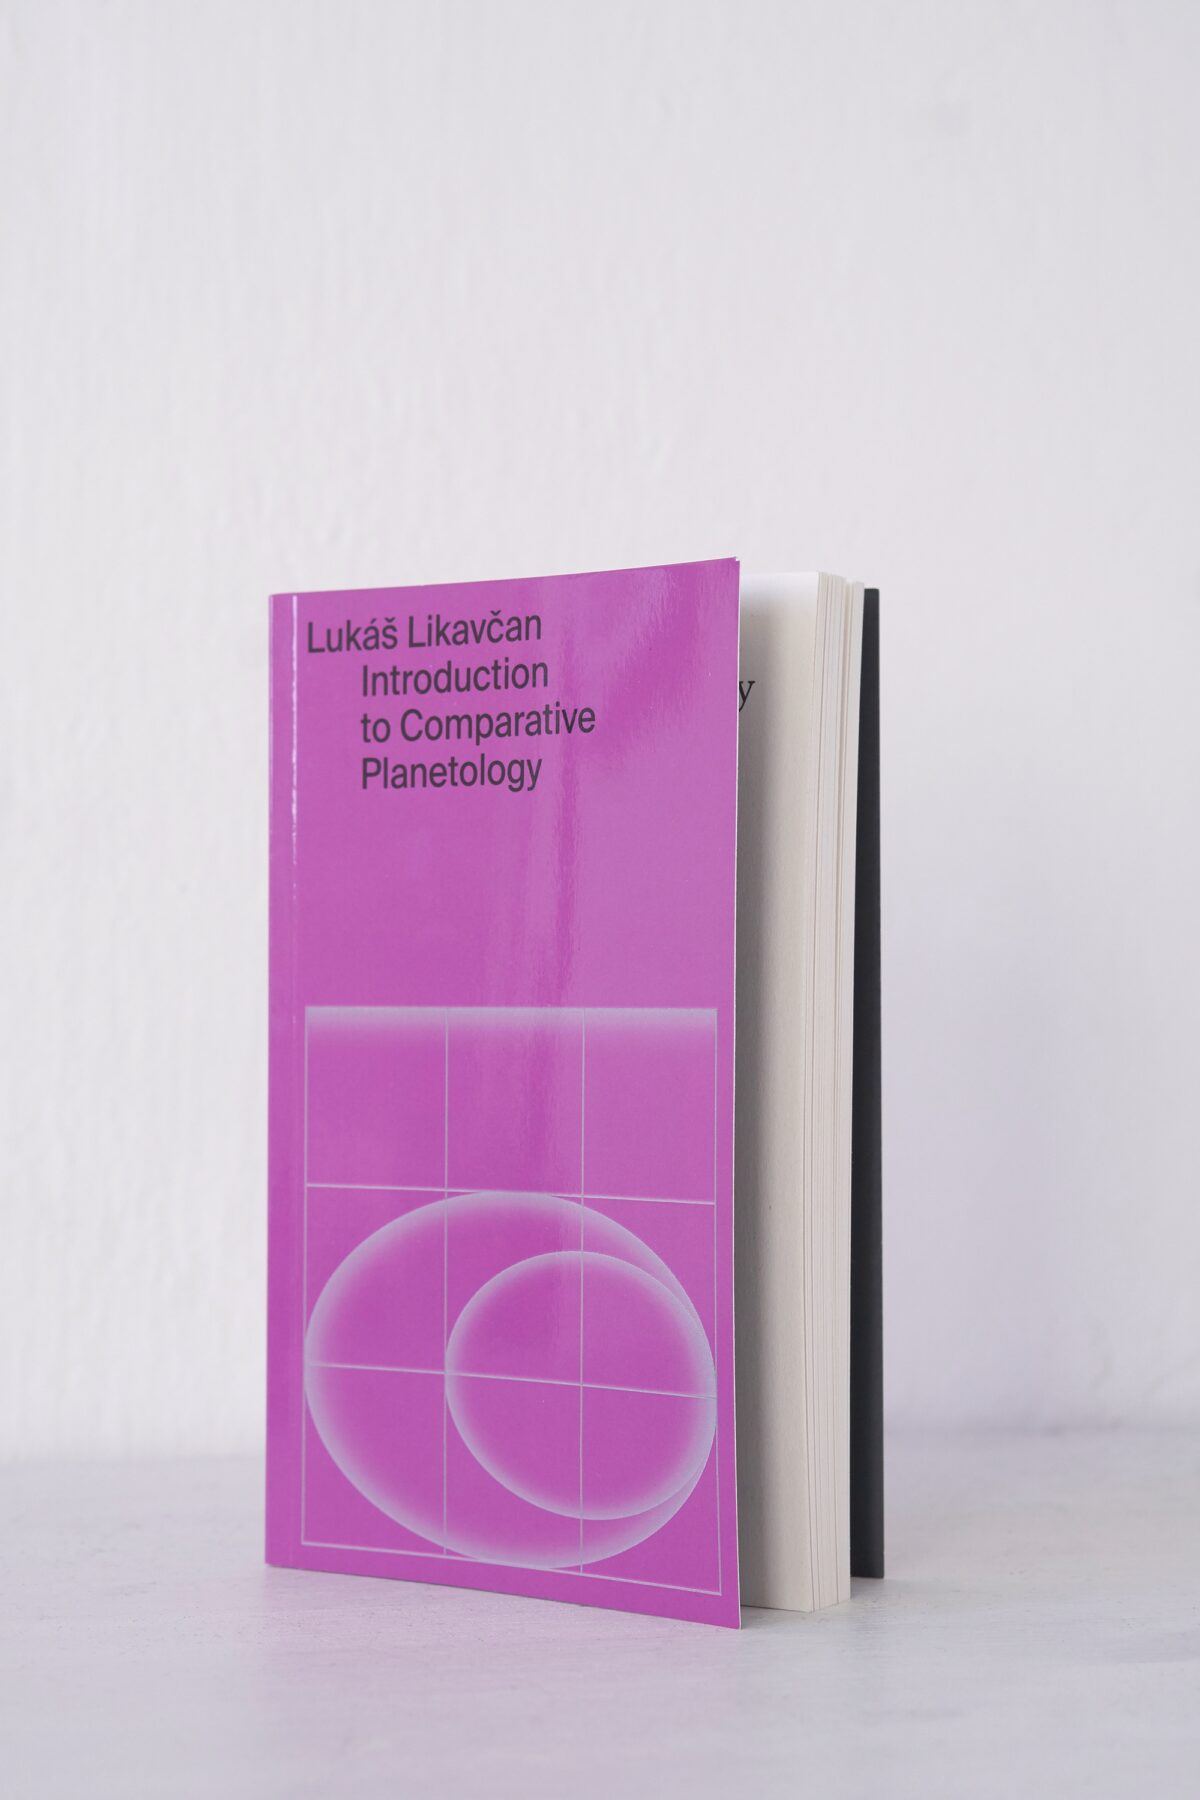 Lukáš Likavčan
Introduction
to Comparative
Planetology
y